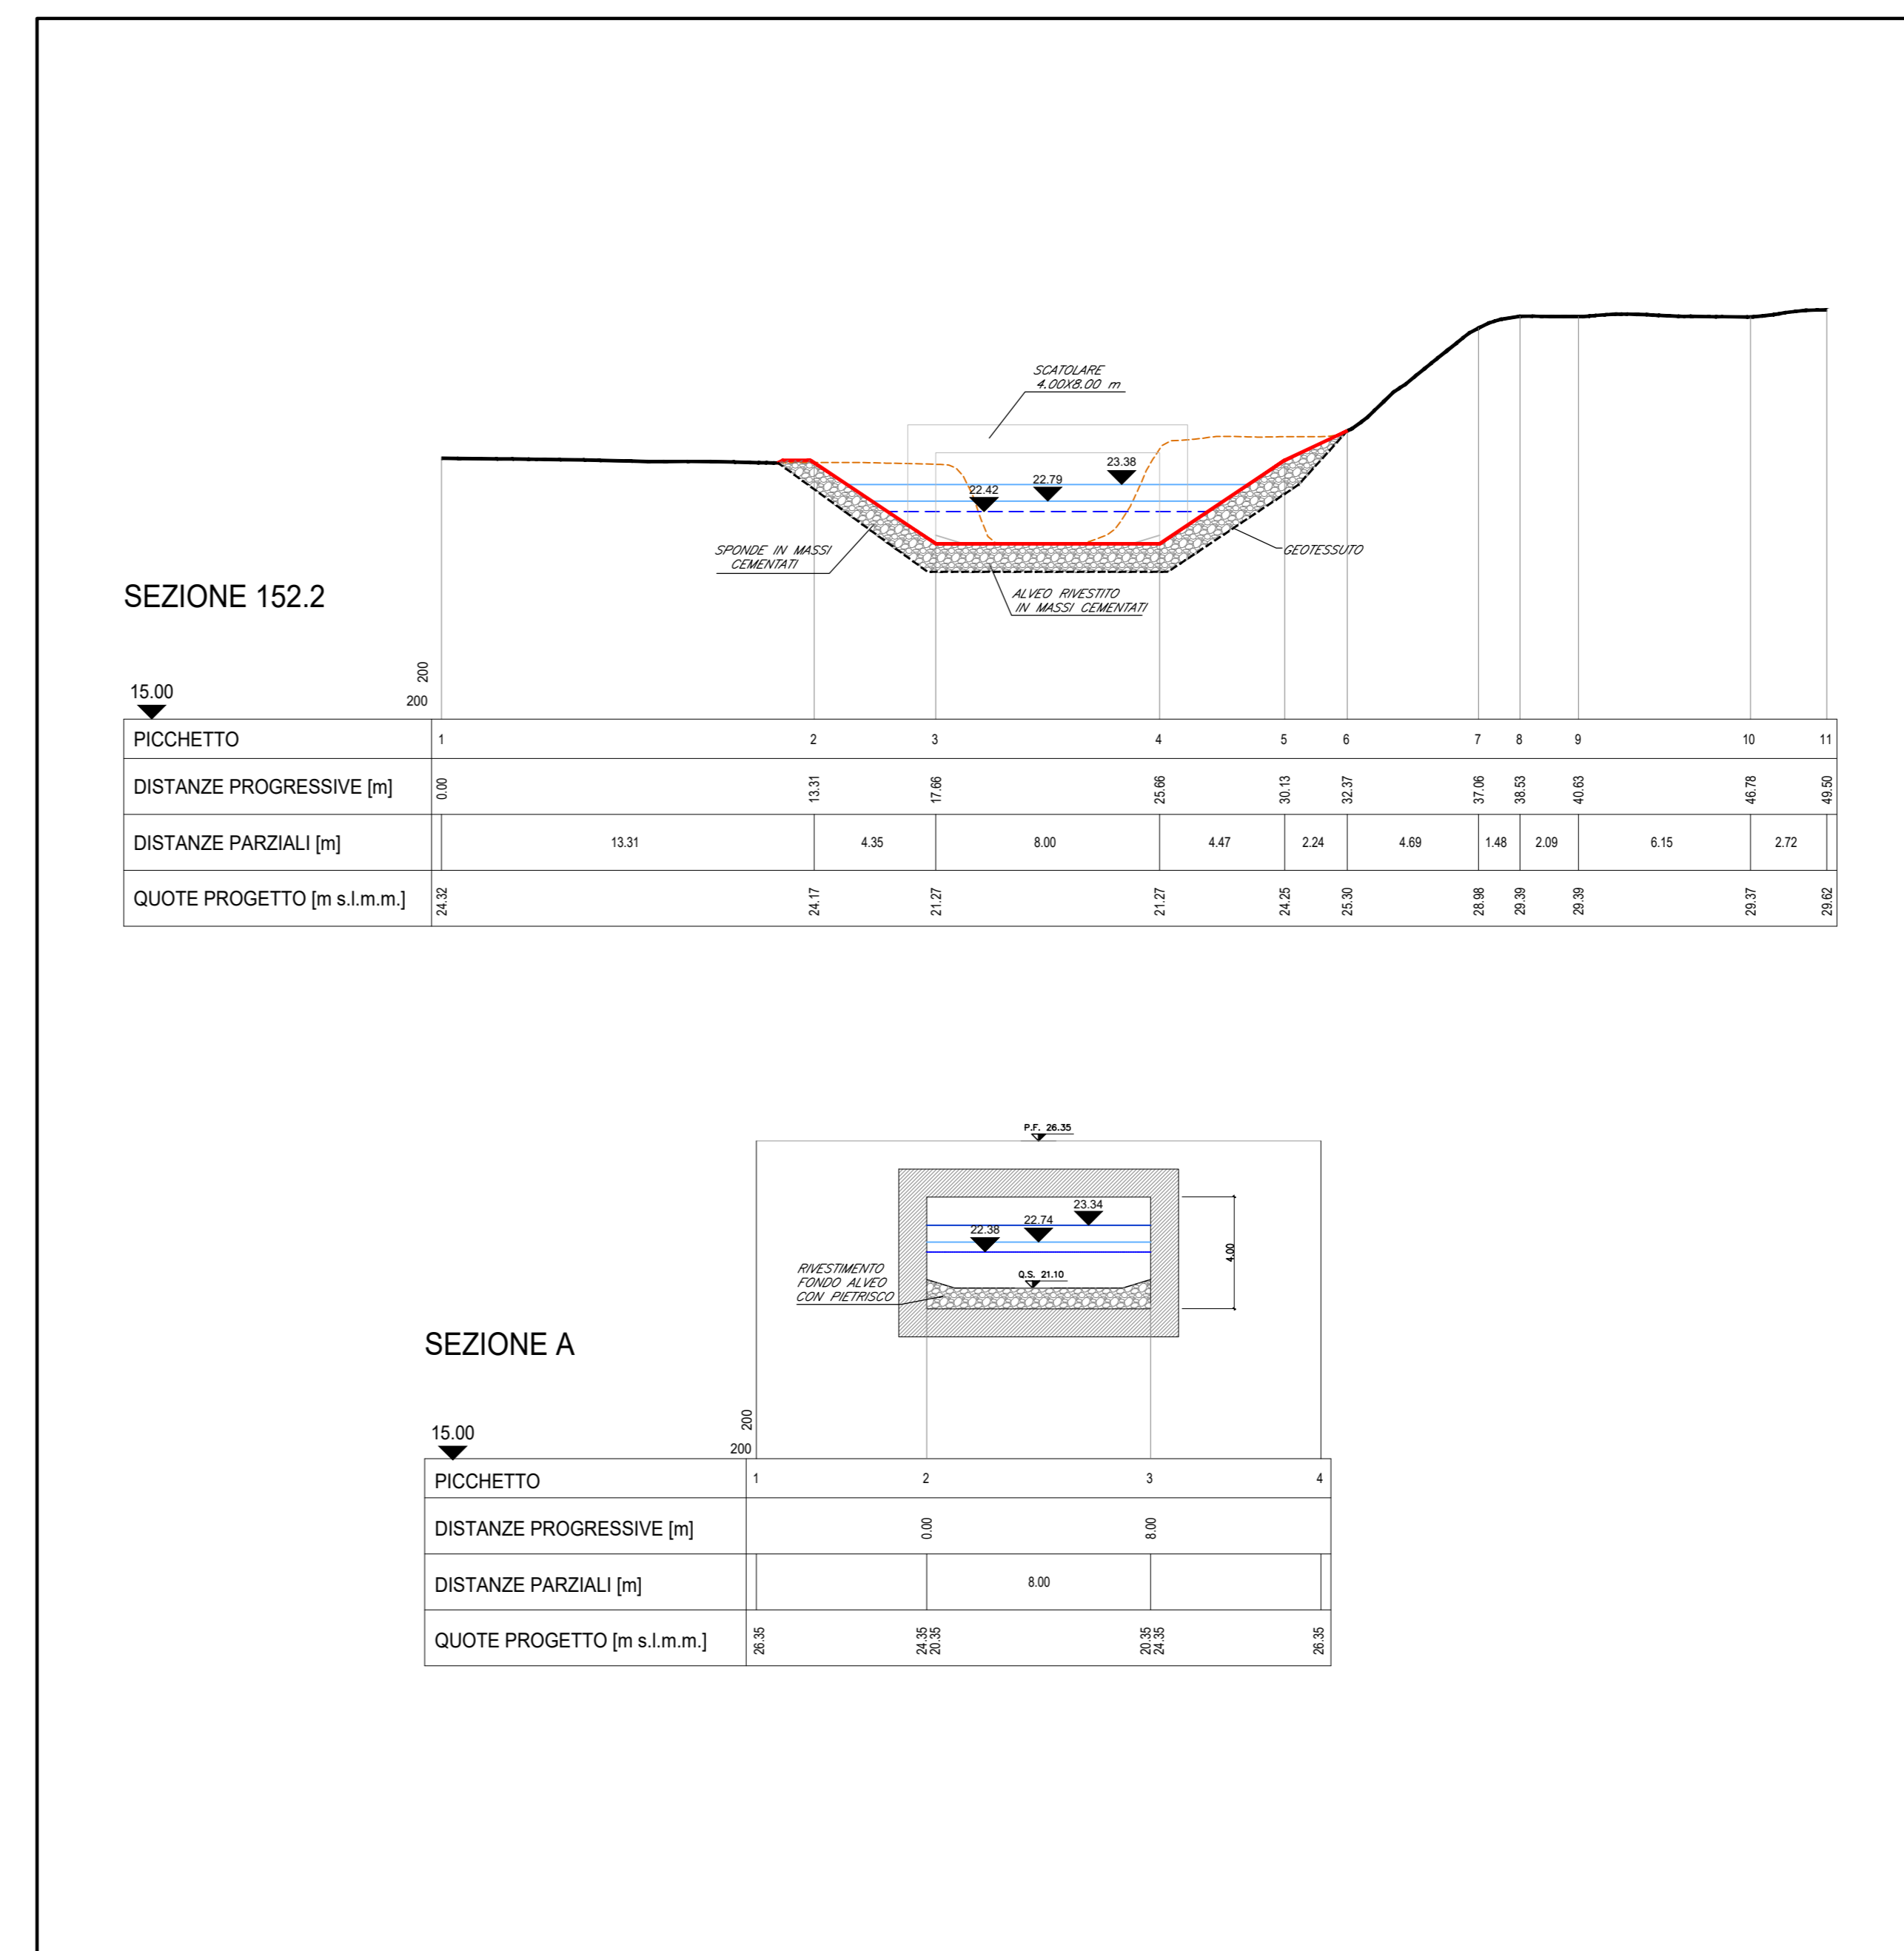 SCATOLARE
4.00X8.00 m
23.38
22.79
22.42
SPONDE IN MASSI
CEMENTATI
GEOTESSUTO
ALVEO RIVESTITO
IN MASSI CEMENTATI
SEZIONE 152.2
15.00
200
200
PICCHETTO 1 2 3 4 5 6 7 8 9 10 11
DISTANZE PROGRESSIVE [m] 0.00 13.31 17.66 25.66 30.13 32.37 37.06 38.53 40.63 46.78 49.50
DISTANZE PARZIALI [m] 13.31 4.35 8.00 4.47 2.24 4.69 1.48 2.09 6.15 2.72
QUOTE PROGETTO [m s.l.m.m.] 24.32 24.17 21.27 21.27 24.25 25.30 28.98 29.39 29.39 29.37 29.62
P.F. 26.35
23.34
22.74
22.38
4.00
Q.S. 21.10
RIVESTIMENTO
FONDO ALVEO
CON PIETRISCO
SEZIONE A
15.00
200
200
PICCHETTO 1 2 3 4
DISTANZE PROGRESSIVE [m] 0.00 8.00
DISTANZE PARZIALI [m] 8.00
QUOTE PROGETTO [m s.l.m.m.] 26.35 24.35 20.35 20.35 24.35 26.35